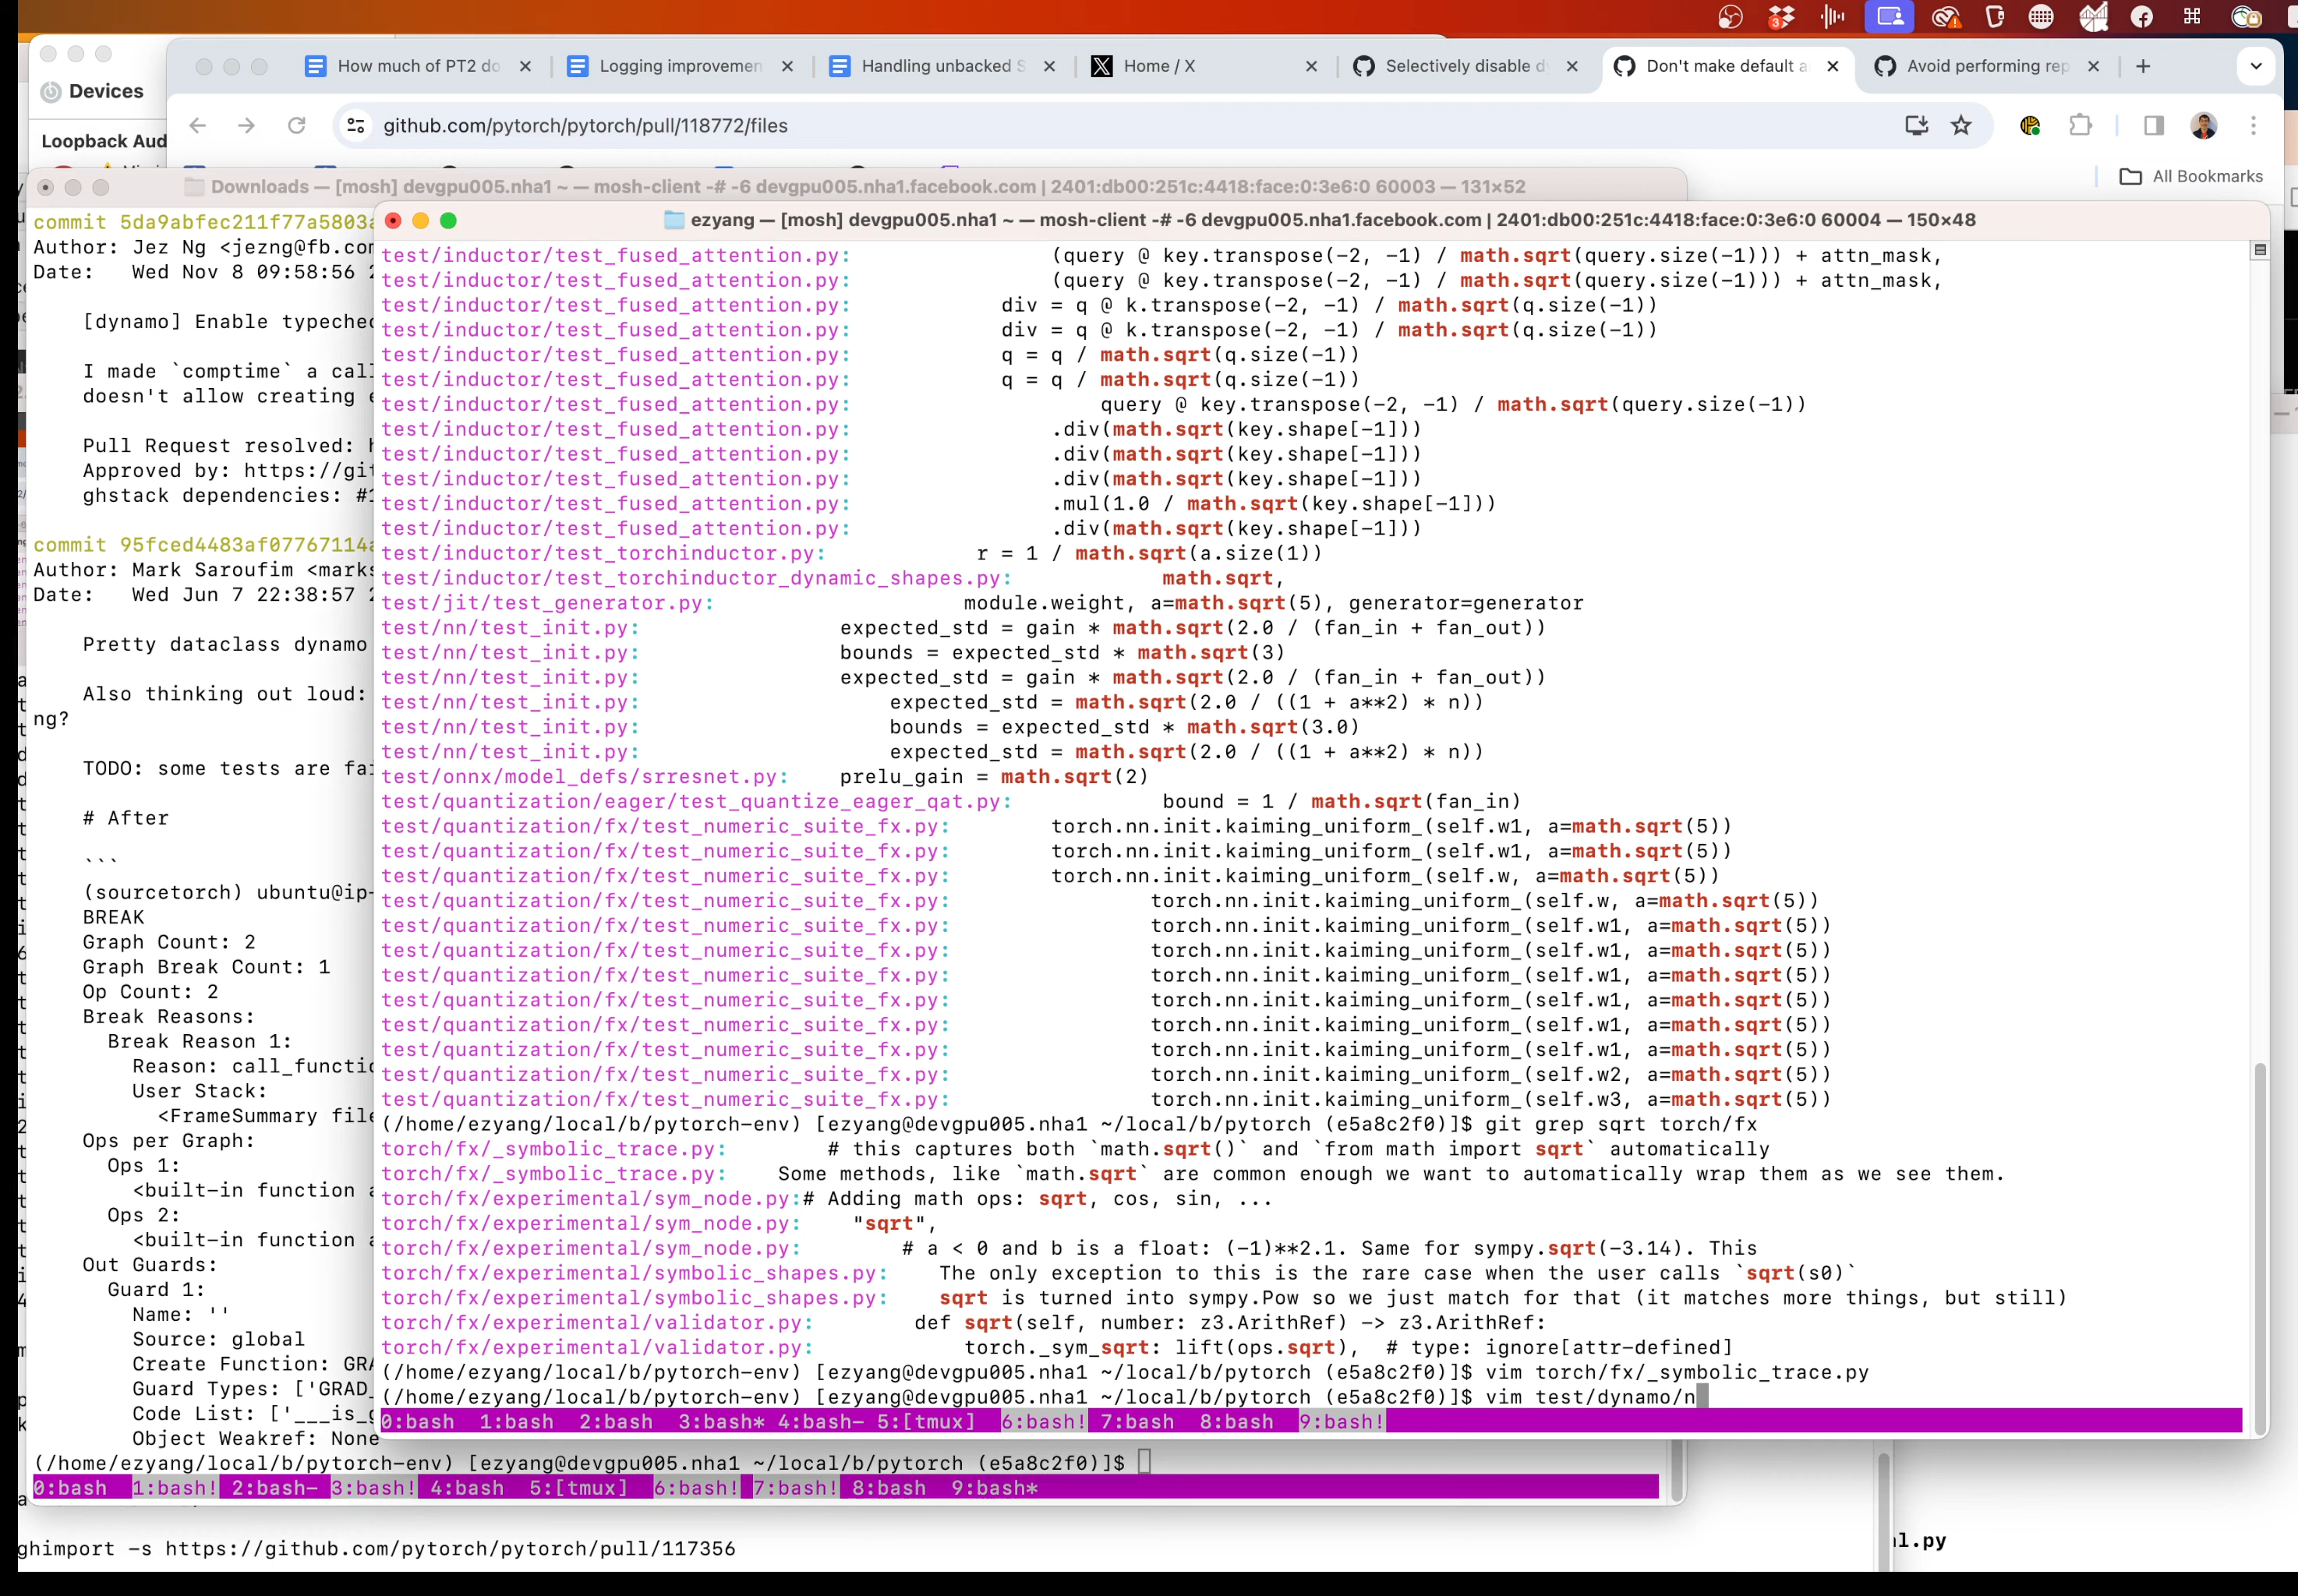 3
Devices
How much of PT2 do
Logging improvemen
Handling unbacked S
Home / X
Selectively disable d
Don't make default a
Avoid performing rep
github.com/pytorch/pytorch/pull/118772/files
Loopback Aud
All Bookmarks
Downloads — [mosh] devgpu005.nha1 ~ — mosh-client -# -6 devgpu005.nha1.facebook.com | 2401:db00:251c:4418:face:0:3e6:0 60003 — 131×52
commit 5da9abfec211f77a5803a
Author: Jez Ng <jezng@fb.com
Date:   Wed Nov 8 09:58:56 2
[dynamo] Enable typechec
I made `comptime` a call
doesn't allow creating e
Pull Request resolved: h
Approved by: https://git
ghstack dependencies: #1
commit 95fced4483af07767114a
Author: Mark Saroufim <marks
Date:   Wed Jun 7 22:38:57 2
Pretty dataclass dynamo
Also thinking out loud:
ng?
TODO: some tests are fai
# After
```
(sourcetorch) ubuntu@ip-
BREAK
Graph Count: 2
Graph Break Count: 1
Op Count: 2
Break Reasons:
Break Reason 1:
Reason: call_functio
User Stack:
<FrameSummary file
Ops per Graph:
Ops 1:
<built-in function a
Ops 2:
<built-in function a
Out Guards:
Guard 1:
Name: ''
Source: global
Create Function: GRA
Guard Types: ['GRAD_
Code List: ['___is_g
Object Weakref: None
(/home/ezyang/local/b/pytorch-env) [ezyang@devgpu005.nha1 ~/local/b/pytorch (e5a8c2f0)]$
0:bash  1:bash! 2:bash- 3:bash! 4:bash  5:[tmux]  6:bash! 7:bash! 8:bash  9:bash*
ezyang — [mosh] devgpu005.nha1 ~ — mosh-client -# -6 devgpu005.nha1.facebook.com | 2401:db00:251c:4418:face:0:3e6:0 60004 — 150×48
test/inductor/test_fused_attention.py:                (query @ key.transpose(-2, -1) / math.sqrt(query.size(-1))) + attn_mask,
test/inductor/test_fused_attention.py:                (query @ key.transpose(-2, -1) / math.sqrt(query.size(-1))) + attn_mask,
test/inductor/test_fused_attention.py:            div = q @ k.transpose(-2, -1) / math.sqrt(q.size(-1))
test/inductor/test_fused_attention.py:            div = q @ k.transpose(-2, -1) / math.sqrt(q.size(-1))
test/inductor/test_fused_attention.py:            q = q / math.sqrt(q.size(-1))
test/inductor/test_fused_attention.py:            q = q / math.sqrt(q.size(-1))
test/inductor/test_fused_attention.py:                    query @ key.transpose(-2, -1) / math.sqrt(query.size(-1))
test/inductor/test_fused_attention.py:                .div(math.sqrt(key.shape[-1]))
test/inductor/test_fused_attention.py:                .div(math.sqrt(key.shape[-1]))
test/inductor/test_fused_attention.py:                .div(math.sqrt(key.shape[-1]))
test/inductor/test_fused_attention.py:                .mul(1.0 / math.sqrt(key.shape[-1]))
test/inductor/test_fused_attention.py:                .div(math.sqrt(key.shape[-1]))
test/inductor/test_torchinductor.py:            r = 1 / math.sqrt(a.size(1))
test/inductor/test_torchinductor_dynamic_shapes.py:            math.sqrt,
test/jit/test_generator.py:                    module.weight, a=math.sqrt(5), generator=generator
test/nn/test_init.py:                expected_std = gain * math.sqrt(2.0 / (fan_in + fan_out))
test/nn/test_init.py:                bounds = expected_std * math.sqrt(3)
test/nn/test_init.py:                expected_std = gain * math.sqrt(2.0 / (fan_in + fan_out))
test/nn/test_init.py:                    expected_std = math.sqrt(2.0 / ((1 + a**2) * n))
test/nn/test_init.py:                    bounds = expected_std * math.sqrt(3.0)
test/nn/test_init.py:                    expected_std = math.sqrt(2.0 / ((1 + a**2) * n))
test/onnx/model_defs/srresnet.py:    prelu_gain = math.sqrt(2)
test/quantization/eager/test_quantize_eager_qat.py:            bound = 1 / math.sqrt(fan_in)
test/quantization/fx/test_numeric_suite_fx.py:        torch.nn.init.kaiming_uniform_(self.w1, a=math.sqrt(5))
test/quantization/fx/test_numeric_suite_fx.py:        torch.nn.init.kaiming_uniform_(self.w1, a=math.sqrt(5))
test/quantization/fx/test_numeric_suite_fx.py:        torch.nn.init.kaiming_uniform_(self.w, a=math.sqrt(5))
test/quantization/fx/test_numeric_suite_fx.py:                torch.nn.init.kaiming_uniform_(self.w, a=math.sqrt(5))
test/quantization/fx/test_numeric_suite_fx.py:                torch.nn.init.kaiming_uniform_(self.w1, a=math.sqrt(5))
test/quantization/fx/test_numeric_suite_fx.py:                torch.nn.init.kaiming_uniform_(self.w1, a=math.sqrt(5))
test/quantization/fx/test_numeric_suite_fx.py:                torch.nn.init.kaiming_uniform_(self.w1, a=math.sqrt(5))
test/quantization/fx/test_numeric_suite_fx.py:                torch.nn.init.kaiming_uniform_(self.w1, a=math.sqrt(5))
test/quantization/fx/test_numeric_suite_fx.py:                torch.nn.init.kaiming_uniform_(self.w1, a=math.sqrt(5))
test/quantization/fx/test_numeric_suite_fx.py:                torch.nn.init.kaiming_uniform_(self.w1, a=math.sqrt(5))
test/quantization/fx/test_numeric_suite_fx.py:                torch.nn.init.kaiming_uniform_(self.w2, a=math.sqrt(5))
test/quantization/fx/test_numeric_suite_fx.py:                torch.nn.init.kaiming_uniform_(self.w3, a=math.sqrt(5))
(/home/ezyang/local/b/pytorch-env) [ezyang@devgpu005.nha1 ~/local/b/pytorch (e5a8c2f0)]$ git grep sqrt torch/fx
torch/fx/_symbolic_trace.py:        # this captures both `math.sqrt()` and `from math import sqrt` automatically
torch/fx/_symbolic_trace.py:    Some methods, like `math.sqrt` are common enough we want to automatically wrap them as we see them.
torch/fx/experimental/sym_node.py:# Adding math ops: sqrt, cos, sin, ...
torch/fx/experimental/sym_node.py:    "sqrt",
torch/fx/experimental/sym_node.py:        # a < 0 and b is a float: (-1)**2.1. Same for sympy.sqrt(-3.14). This
torch/fx/experimental/symbolic_shapes.py:    The only exception to this is the rare case when the user calls `sqrt(s0)`
torch/fx/experimental/symbolic_shapes.py:    sqrt is turned into sympy.Pow so we just match for that (it matches more things, but still)
torch/fx/experimental/validator.py:        def sqrt(self, number: z3.ArithRef) -> z3.ArithRef:
torch/fx/experimental/validator.py:            torch._sym_sqrt: lift(ops.sqrt),  # type: ignore[attr-defined]
(/home/ezyang/local/b/pytorch-env) [ezyang@devgpu005.nha1 ~/local/b/pytorch (e5a8c2f0)]$ vim torch/fx/_symbolic_trace.py
(/home/ezyang/local/b/pytorch-env) [ezyang@devgpu005.nha1 ~/local/b/pytorch (e5a8c2f0)]$ vim test/dynamo/n
0:bash  1:bash  2:bash  3:bash* 4:bash- 5:[tmux]  6:bash! 7:bash  8:bash  9:bash!
ghimport -s https://github.com/pytorch/pytorch/pull/117356
al.py